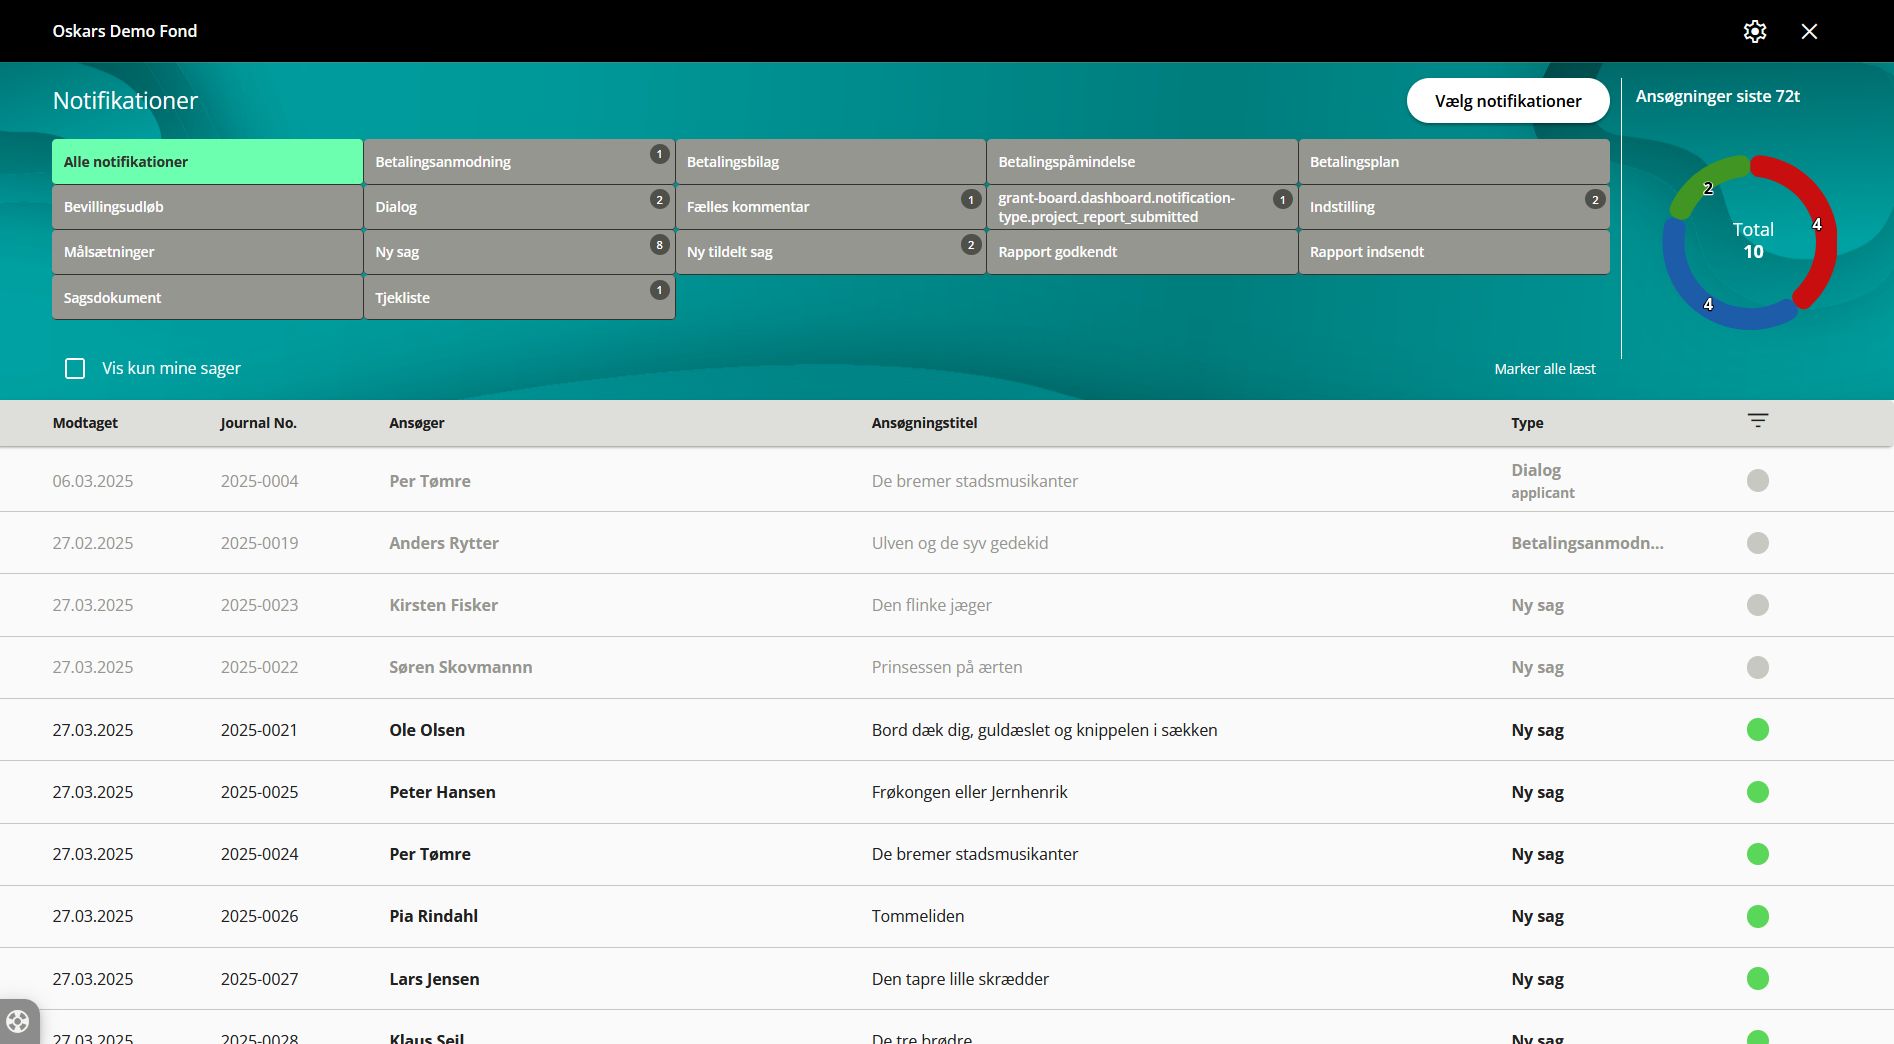 Oskars Demo Fond
Notifikationer
Vælg notifikationer
Ansøgninger siste 72t
Alle notifikationer
Betalingsanmodning
1
Betalingsbilag
Betalingspåmindelse
Betalingsplan
Bevillingsudløb
Dialog
2
Fælles kommentar
1
grant-board.dashboard.notification-
type.project_report_submitted
1
Indstilling
2
Målsætninger
Ny sag
8
Ny tildelt sag
2
Rapport godkendt
Rapport indsendt
Sagsdokument
Tjekliste
1
2
4
Total
10
4
Vis kun mine sager
Marker alle læst
Modtaget Journal No. Ansøger Ansøgningstitel Type
06.03.2025 2025-0004 Per Tømre De bremer stadsmusikanter Dialog
applicant
27.02.2025 2025-0019 Anders Rytter Ulven og de syv gedekid Betalingsanmodn...
27.03.2025 2025-0023 Kirsten Fisker Den flinke jæger Ny sag
27.03.2025 2025-0022 Søren Skovmannn Prinsessen på ærten Ny sag
27.03.2025 2025-0021 Ole Olsen Bord dæk dig, guldæslet og knippelen i sækken Ny sag
27.03.2025 2025-0025 Peter Hansen Frøkongen eller Jernhenrik Ny sag
27.03.2025 2025-0024 Per Tømre De bremer stadsmusikanter Ny sag
27.03.2025 2025-0026 Pia Rindahl Tommeliden Ny sag
27.03.2025 2025-0027 Lars Jensen Den tapre lille skrædder Ny sag
27.03.2025 2025-0028 Klaus Seil De tre brødre Ny sag